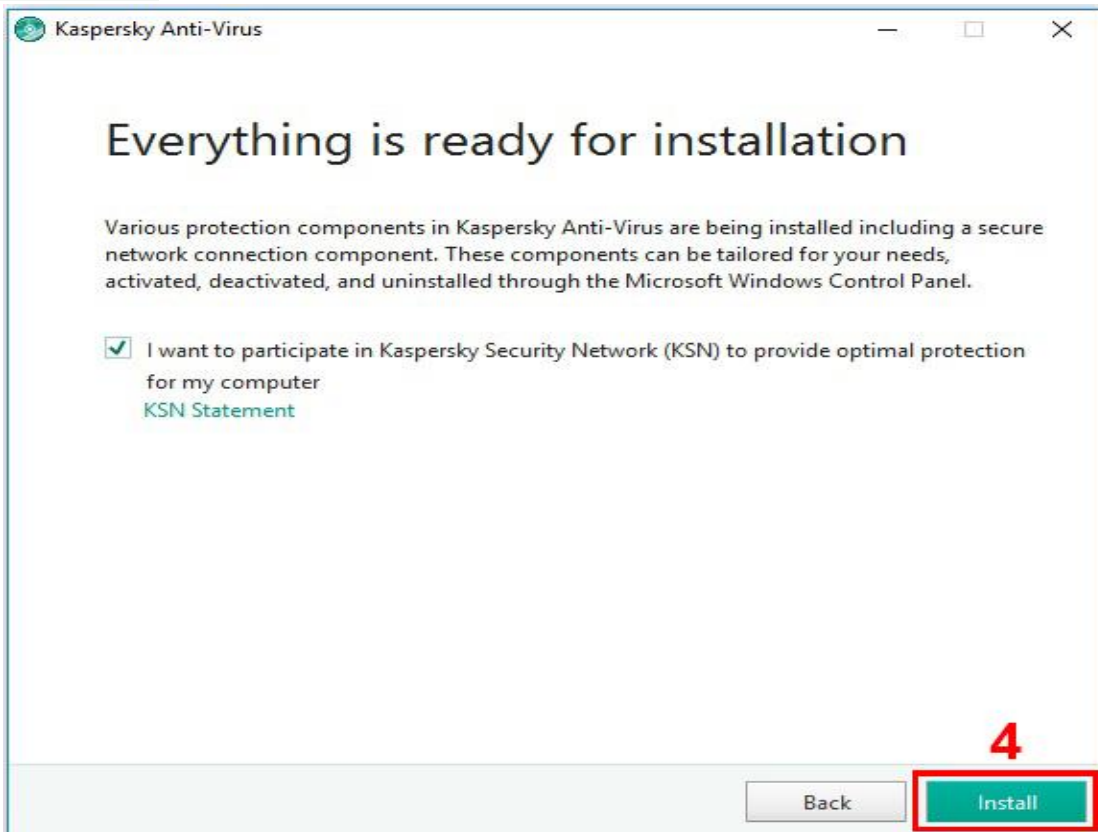 Kaspersky Anti-Virus
Everything is ready for installation
Various protection components in Kaspersky Anti-Virus are being installed including a secure
network connection component. These components can be tailored for your needs,
activated, deactivated, and uninstalled through the Microsoft Windows Control Panel.
I want to participate in Kaspersky Security Network (KSN) to provide optimal protection
for my computer
KSN Statement
4
Back Install